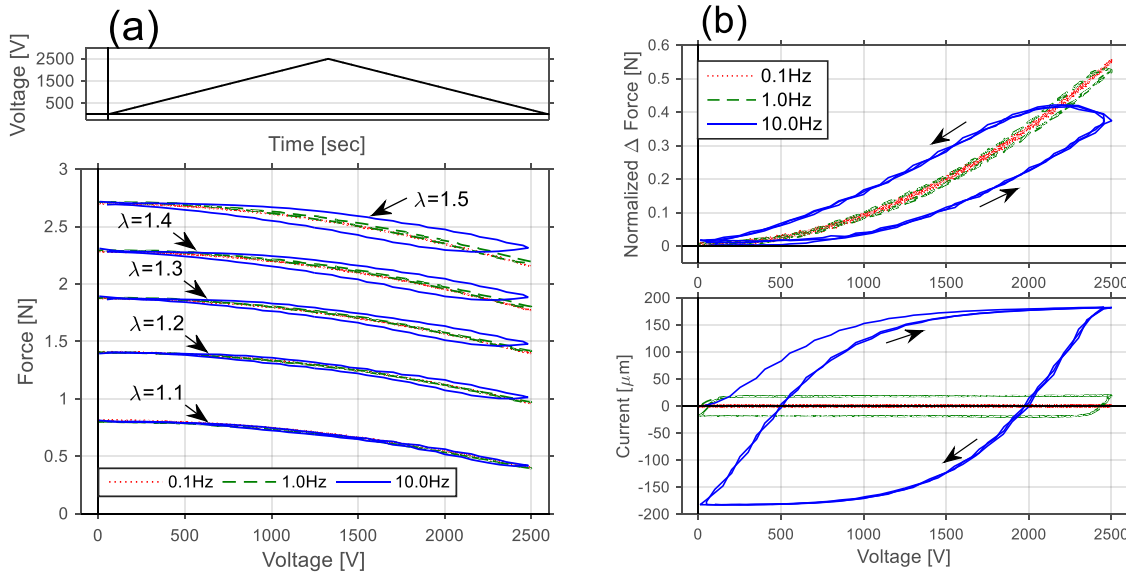 (a)
Voltage [V]
2500
1500
500
Time [sec]
Force [N]
3
2.5
2
1.5
1
0.5
0
λ=1.5
λ=1.4
λ=1.3
λ=1.2
λ=1.1
0.1Hz 1.0Hz 10.0Hz
0 500 1000 1500 2000 2500
Voltage [V]
(b)
Normalized Δ Force [N]
0.6
0.5
0.4
0.3
0.2
0.1
0
0.1Hz
1.0Hz
10.0Hz
0 500 1000 1500 2000 2500
Current [μm]
200
150
100
50
0
-50
-100
-150
-200
0 500 1000 1500 2000 2500
Voltage [V]